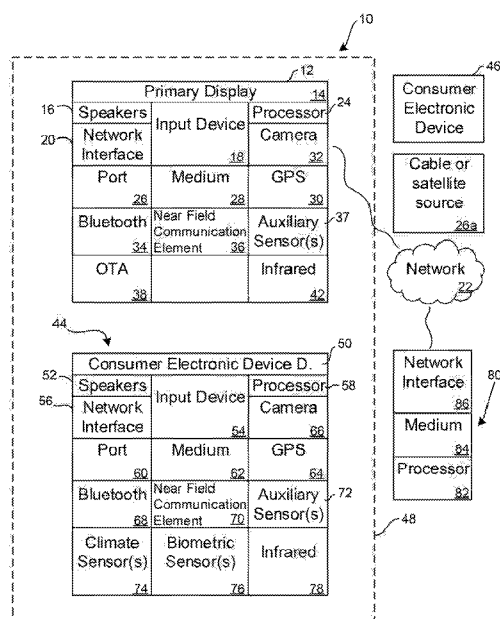 10
12
Primary Display 14
16 Speakers
Input Device 18
Processor 24
20 Network Interface
Camera 32
Port 26
Medium 28
GPS 30
Bluetooth 34
Near Field Communication Element 36
Auxiliary Sensor(s) 37
OTA 38
Infrared 42
46
Consumer Electronic Device
Cable or satellite source 26a
Network 22
44
50
Consumer Electronic Device D.
52 Speakers
Input Device 54
Processor 58
56 Network Interface
Camera 66
Port 60
Medium 62
GPS 64
Bluetooth 68
Near Field Communication Element 70
Auxiliary Sensor(s) 72
Climate Sensor(s) 74
Biometric Sensor(s) 76
Infrared 78
48
Network Interface 86
Medium 84
Processor 82
80